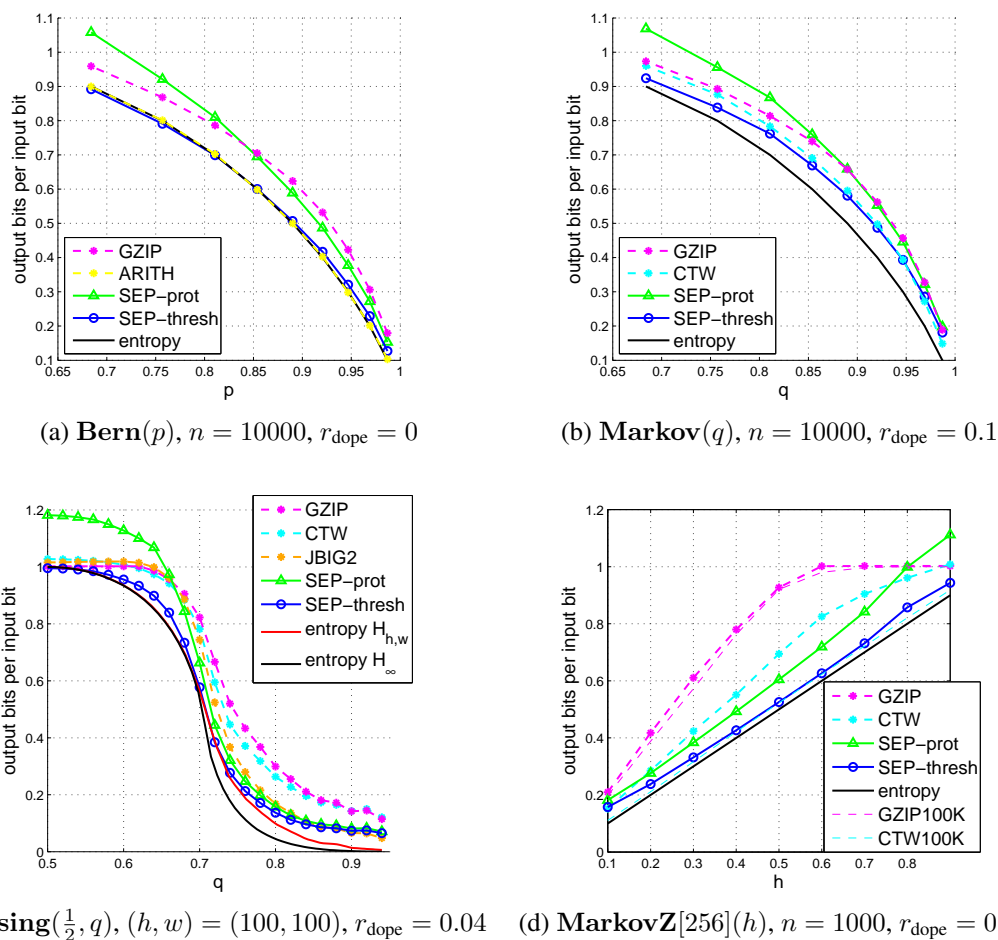 1.1
1
0.9
0.8
0.7
0.6
0.5
0.4
0.3
0.2
0.1
0.65 0.7 0.75 0.8 0.85 0.9 0.95 1
output bits per input bit
p
GZIP
ARITH
SEP−prot
SEP−thresh
entropy
(a) Bern(p), n = 10000, r_dope = 0
1.1
1
0.9
0.8
0.7
0.6
0.5
0.4
0.3
0.2
0.1
0.65 0.7 0.75 0.8 0.85 0.9 0.95 1
output bits per input bit
q
GZIP
CTW
SEP−prot
SEP−thresh
entropy
(b) Markov(q), n = 10000, r_dope = 0.1
1.2
1
0.8
0.6
0.4
0.2
0
0.5 0.6 0.7 0.8 0.9
output bits per input bit
q
GZIP
CTW
JBIG2
SEP−prot
SEP−thresh
entropy H_h,w
entropy H_∞
sing(1/2, q), (h, w) = (100, 100), r_dope = 0.04
1.2
1
0.8
0.6
0.4
0.2
0
0.1 0.2 0.3 0.4 0.5 0.6 0.7 0.8
output bits per input bit
h
GZIP
CTW
SEP−prot
SEP−thresh
entropy
GZIP100K
CTW100K
(d) MarkovZ[256](h), n = 1000, r_dope = 0